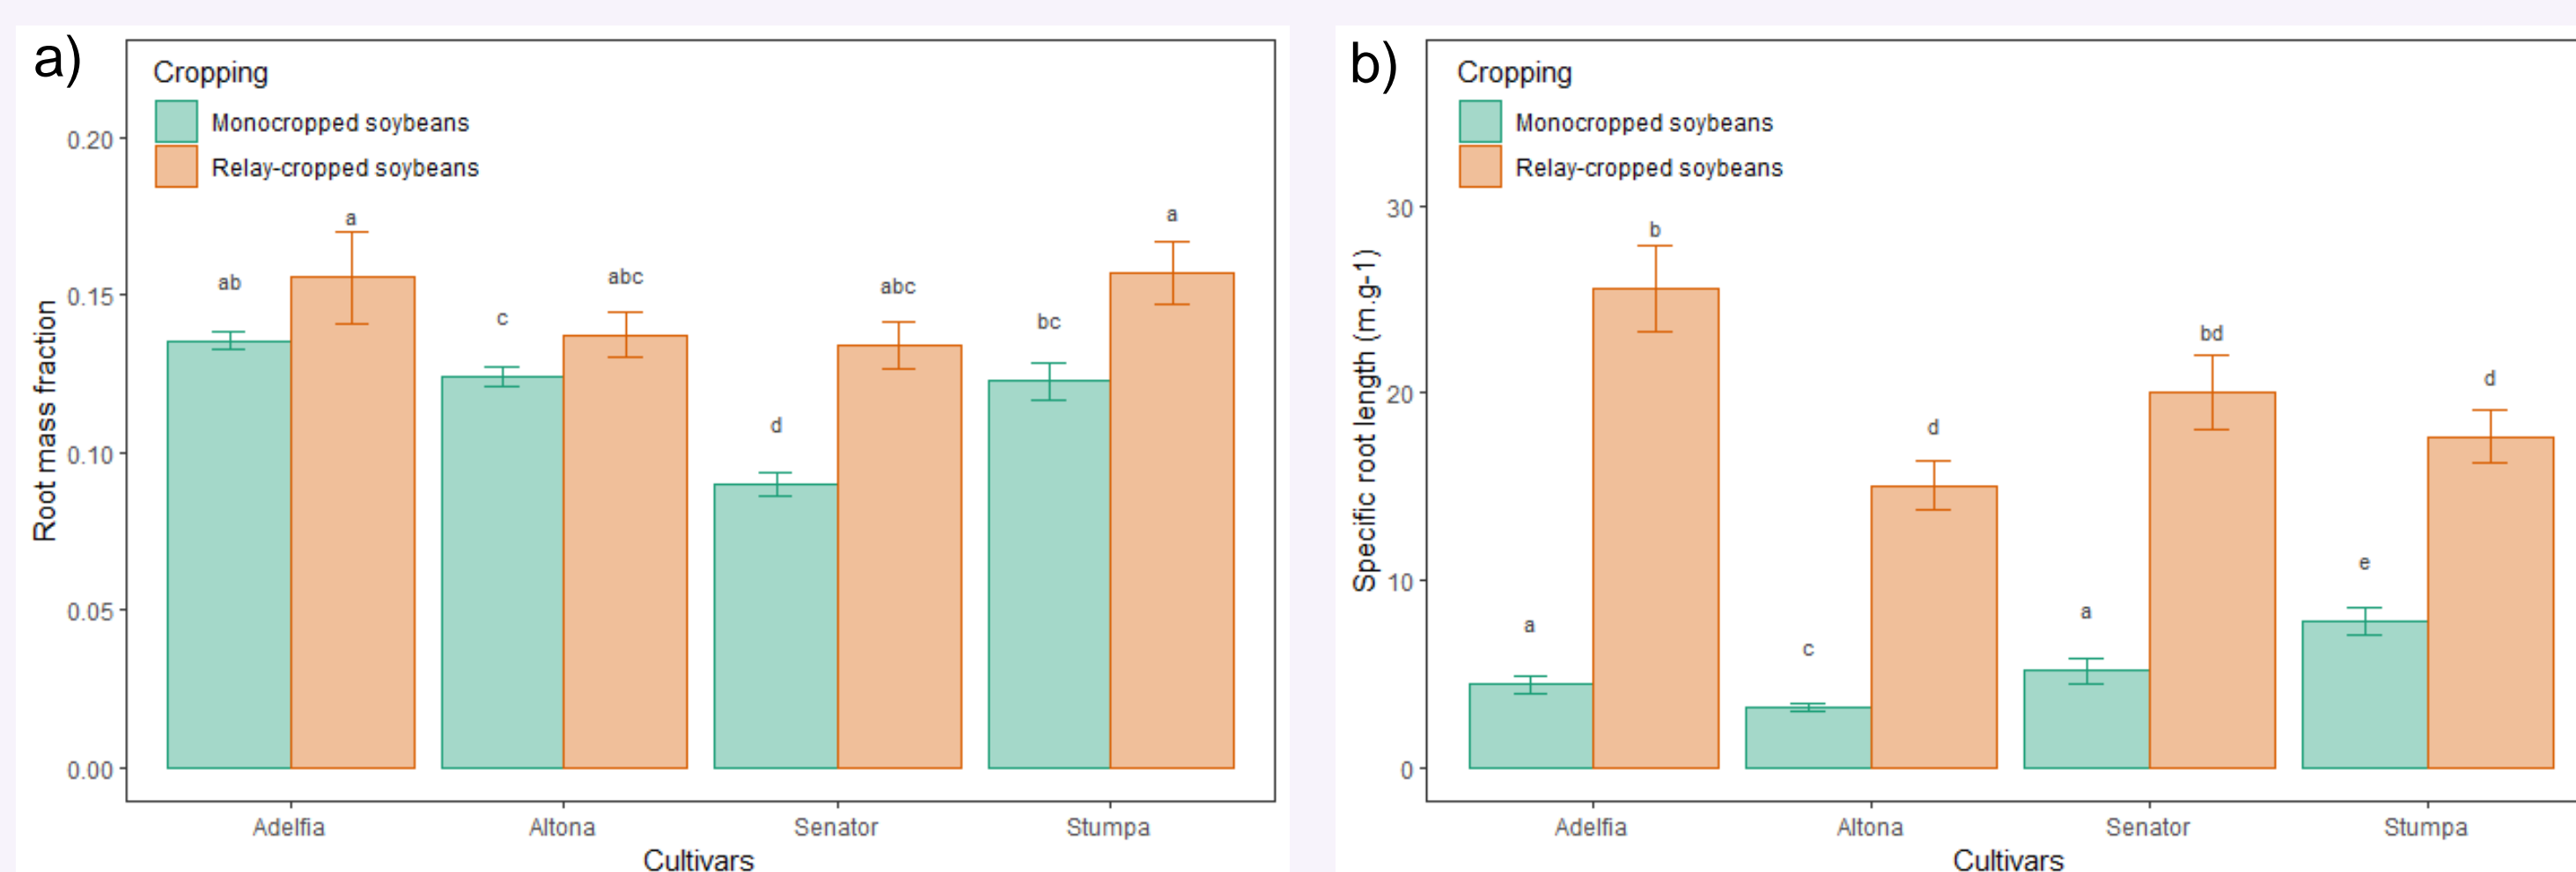 a)
Cropping
Monocropped soybeans
Relay-cropped soybeans
Root mass fraction
0.20
0.15
0.10
0.05
0.00
ab
a
c
abc
d
abc
bc
a
Adelfia Altona Senator Stumpa
Cultivars
b)
Cropping
Monocropped soybeans
Relay-cropped soybeans
Specific root length (m.g-1)
30
20
10
0
a
b
c
d
a
bd
e
d
Adelfia Altona Senator Stumpa
Cultivars